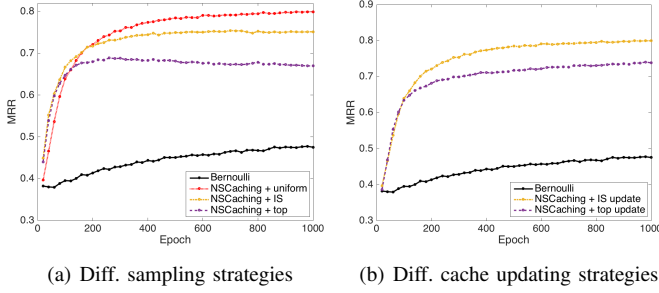 0.8
0.7
0.6
0.5
0.4
0.3
MRR
0 200 400 600 800 1000
Epoch
Bernoulli
NSCaching + uniform
NSCaching + IS
NSCaching + top
(a) Diff. sampling strategies
0.9
0.8
0.7
0.6
0.5
0.4
0.3
MRR
0 200 400 600 800 1000
Epoch
Bernoulli
NSCaching + IS update
NSCaching + top update
(b) Diff. cache updating strategies